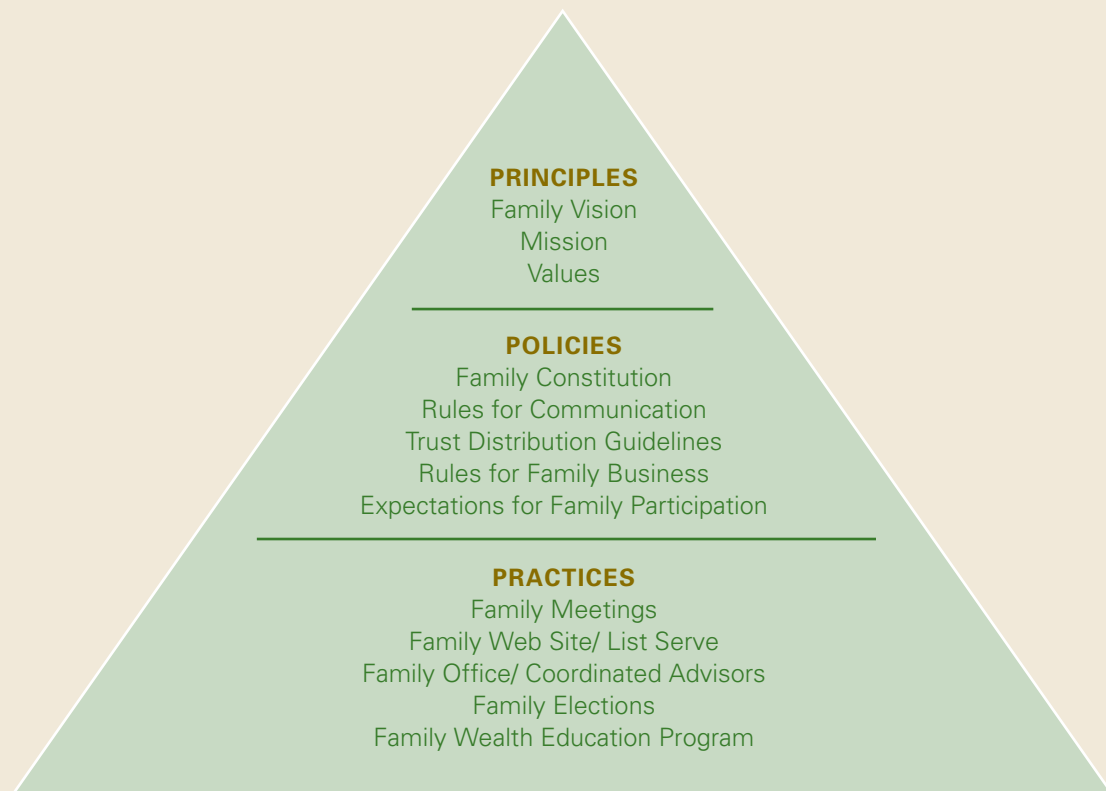 PRINCIPLES
Family Vision
Mission
Values
POLICIES
Family Constitution
Rules for Communication
Trust Distribution Guidelines
Rules for Family Business
Expectations for Family Participation
PRACTICES
Family Meetings
Family Web Site/ List Serve
Family Office/ Coordinated Advisors
Family Elections
Family Wealth Education Program